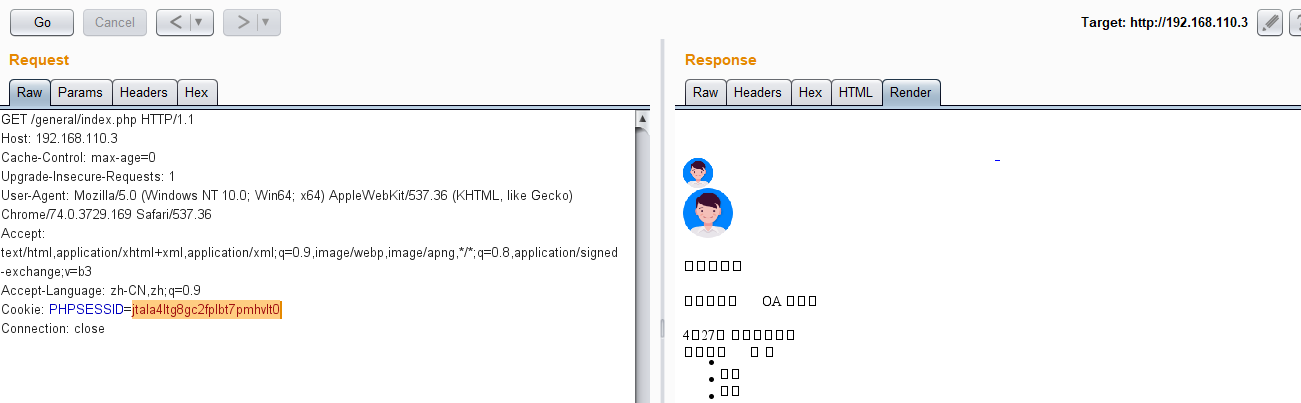 Go
Cancel
<
>
Target: http://192.168.110.3
?
Request
Response
Raw
Params
Headers
Hex
Raw
Headers
Hex
HTML
Render
GET /general/index.php HTTP/1.1
Host: 192.168.110.3
Cache-Control: max-age=0
Upgrade-Insecure-Requests: 1
User-Agent: Mozilla/5.0 (Windows NT 10.0; Win64; x64) AppleWebKit/537.36 (KHTML, like Gecko)
Chrome/74.0.3729.169 Safari/537.36
Accept:
text/html,application/xhtml+xml,application/xml;q=0.9,image/webp,image/apng,*/*;q=0.8,application/signed
-exchange;v=b3
Accept-Language: zh-CN,zh;q=0.9
Cookie: PHPSESSID=jtala4ltg8gc2fplbt7pmhvlt0
Connection: close
□□□□□
□□□□□ OA □□□
4□27□ □□□□□□
□□□□ □ □
□□
□□